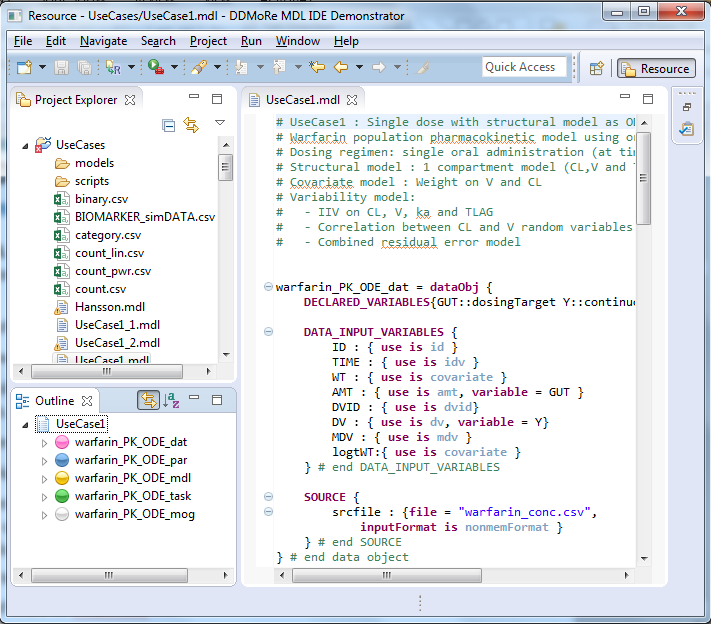 Resource - UseCases/UseCase1.mdl - DDMoRe MDL IDE Demonstrator
File Edit Navigate Search Project Run Window Help
Quick Access
Resource
Project Explorer
UseCases
models
scripts
binary.csv
BIOMARKER_simDATA.csv
category.csv
count_lin.csv
count_pwr.csv
count.csv
Hansson.mdl
UseCase1_1.mdl
UseCase1_2.mdl
UseCase1.mdl
Outline
UseCase1
warfarin_PK_ODE_dat
warfarin_PK_ODE_par
warfarin_PK_ODE_mdl
warfarin_PK_ODE_task
warfarin_PK_ODE_mog
UseCase1.mdl
# UseCase1 : Single dose with structural model as
# Warfarin population pharmacokinetic model using
# Dosing regimen: single oral administration (at
# Structural model : 1 compartment model (CL,V and
# Covariate model : Weight on V and CL
# Variability model:
#   - IIV on CL, V, ka and TLAG
#   - Correlation between CL and V random variables
#   - Combined residual error model
warfarin_PK_ODE_dat = dataObj {
DECLARED_VARIABLES{GUT::dosingTarget
DATA_INPUT_VARIABLES {
ID : { use is id }
TIME : { use is idv }
WT : { use is covariate }
AMT : { use is amt, variable = GUT }
DVID : { use is dvid}
DV : { use is dv, variable = Y}
MDV : { use is mdv }
logtWT:{ use is covariate }
} # end DATA_INPUT_VARIABLES
SOURCE {
srcfile : {file = "warfarin_conc.csv",
inputFormat is nonmemFormat }
} # end SOURCE
} # end data object